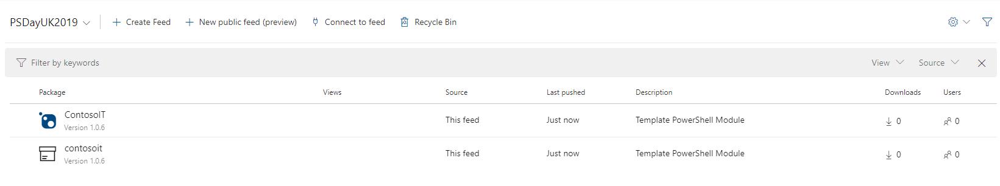 PSDayUK2019 Create Feed New public feed (preview) Connect to feed Recycle Bin
Filter by keywords View Source
Package Views Source Last pushed Description Downloads Users
ContosoIT This feed Just now Template PowerShell Module 0 0
Version 1.0.6
contosoit This feed Just now Template PowerShell Module 0 0
Version 1.0.6